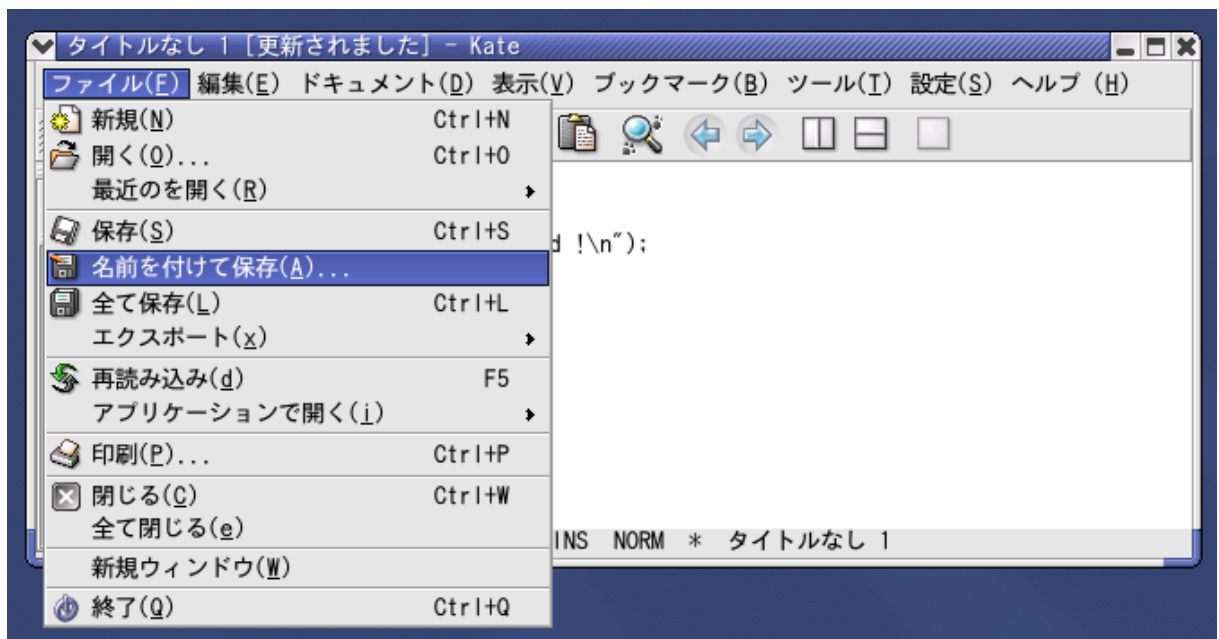 タイトルなし 1 [更新されました] - Kate
ファイル(F) 編集(E) ドキュメント(D) 表示(V) ブックマーク(B) ツール(T) 設定(S) ヘルプ (H)
新規(N) Ctrl+N
開く(O)... Ctrl+O
最近のを開く(R)
保存(S) Ctrl+S
d !\n");
名前を付けて保存(A)...
全て保存(L) Ctrl+L
エクスポート(x)
再読み込み(d) F5
アプリケーションで開く(i)
印刷(P)... Ctrl+P
閉じる(C) Ctrl+W
全て閉じる(e)
INS NORM * タイトルなし 1
新規ウィンドウ(W)
終了(Q) Ctrl+Q